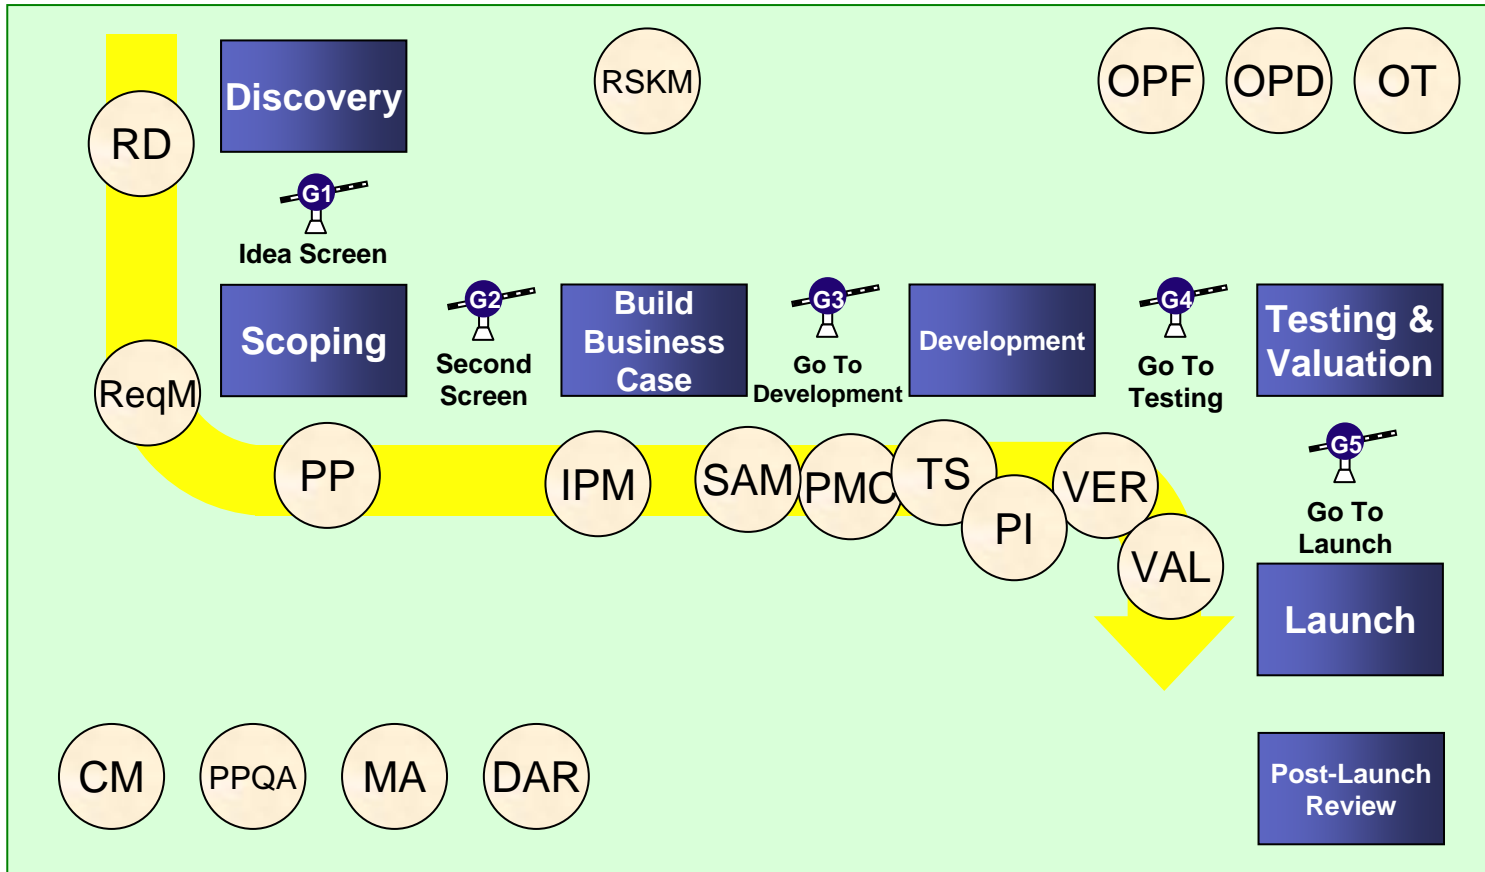 Discovery
RSKM
OPF
OPD
OT
RD
G1
Idea Screen
Scoping
G2
Second
Screen
Build
Business
Case
G3
Go To
Development
Development
G4
Go To
Testing
Testing &
Valuation
ReqM
PP
IPM
SAM
PMC
TS
PI
VER
VAL
G5
Go To
Launch
Launch
CM
PPQA
MA
DAR
Post-Launch
Review